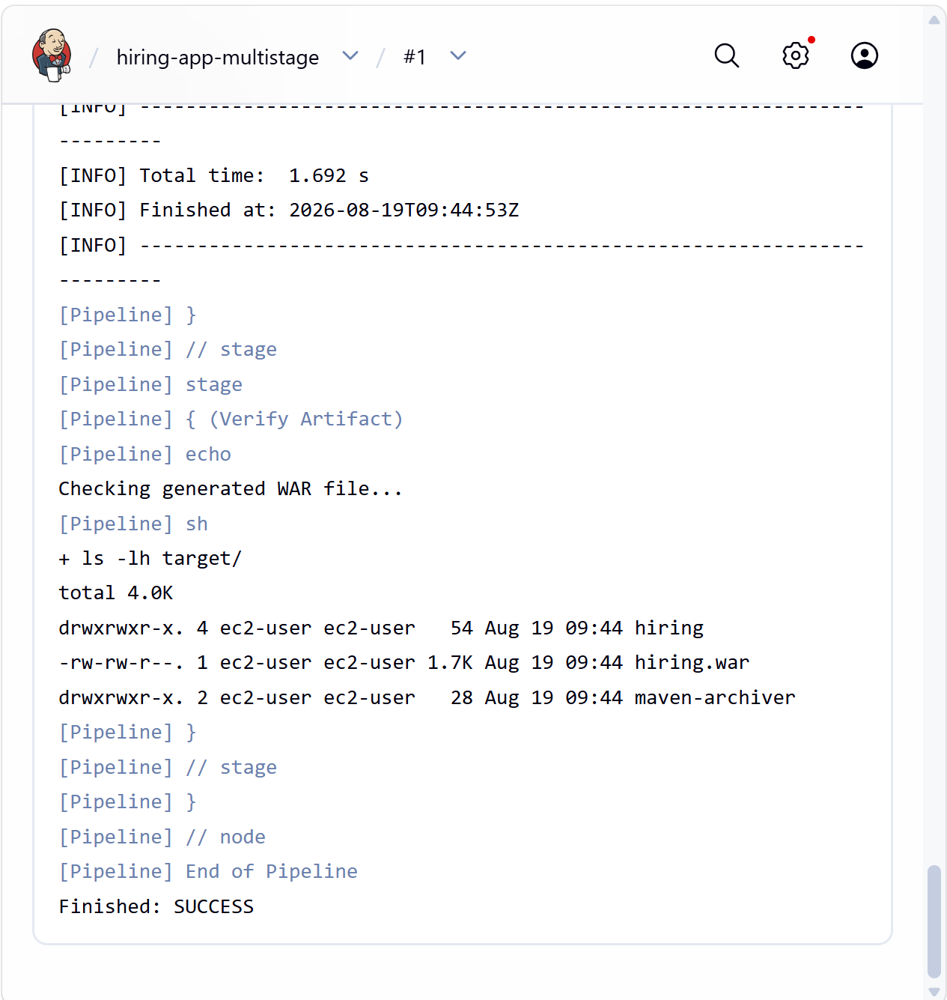 / hiring-app-multistage / #1
[INFO] ---------------------------------------------------------------
---------
[INFO] Total time:  1.692 s
[INFO] Finished at: 2026-08-19T09:44:53Z
[INFO] ---------------------------------------------------------------
---------
[Pipeline] }
[Pipeline] // stage
[Pipeline] stage
[Pipeline] { (Verify Artifact)
[Pipeline] echo
Checking generated WAR file...
[Pipeline] sh
+ ls -lh target/
total 4.0K
drwxrwxr-x. 4 ec2-user ec2-user   54 Aug 19 09:44 hiring
-rw-rw-r--. 1 ec2-user ec2-user 1.7K Aug 19 09:44 hiring.war
drwxrwxr-x. 2 ec2-user ec2-user   28 Aug 19 09:44 maven-archiver
[Pipeline] }
[Pipeline] // stage
[Pipeline] }
[Pipeline] // node
[Pipeline] End of Pipeline
Finished: SUCCESS